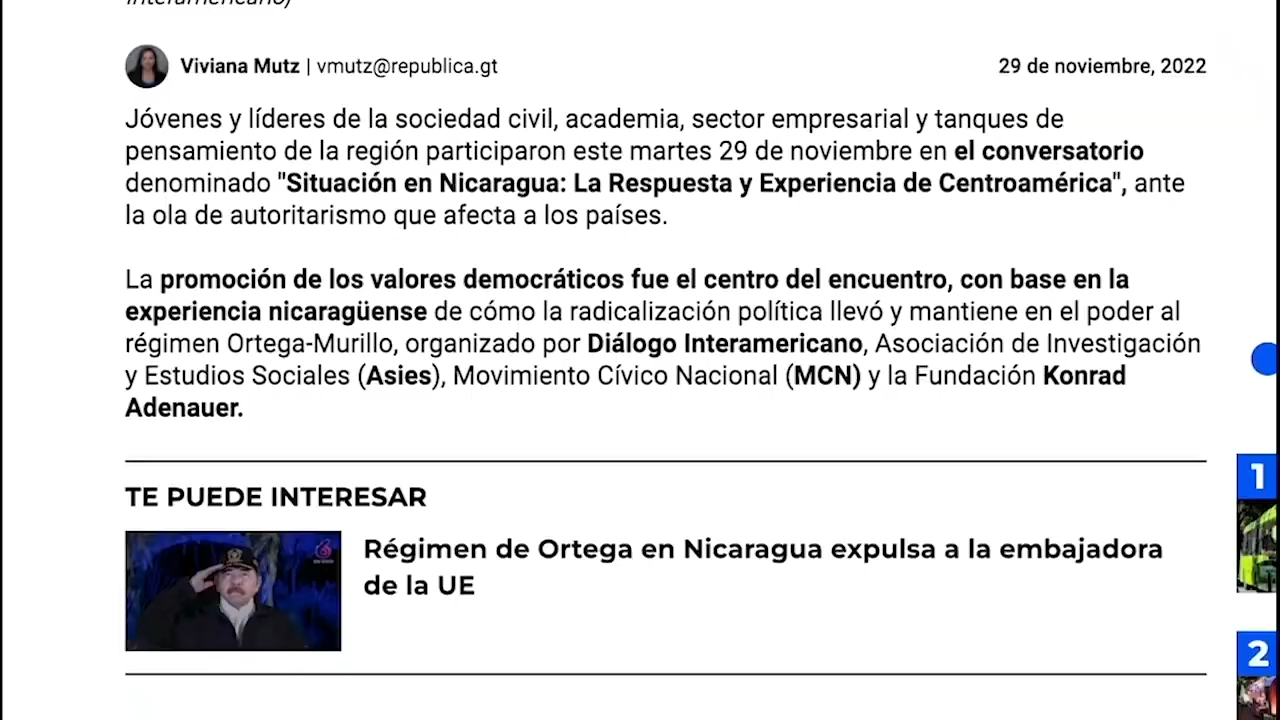 Interamericano)
Viviana Mutz | vmutz@republica.gt
29 de noviembre, 2022
Jóvenes y líderes de la sociedad civil, academia, sector empresarial y tanques de
pensamiento de la región participaron este martes 29 de noviembre en el conversatorio
denominado "Situación en Nicaragua: La Respuesta y Experiencia de Centroamérica", ante
la ola de autoritarismo que afecta a los países.
La promoción de los valores democráticos fue el centro del encuentro, con base en la
experiencia nicaragüense de cómo la radicalización política llevó y mantiene en el poder al
régimen Ortega-Murillo, organizado por Diálogo Interamericano, Asociación de Investigación
y Estudios Sociales (Asies), Movimiento Cívico Nacional (MCN) y la Fundación Konrad
Adenauer.
TE PUEDE INTERESAR
Régimen de Ortega en Nicaragua expulsa a la embajadora
de la UE
1
2